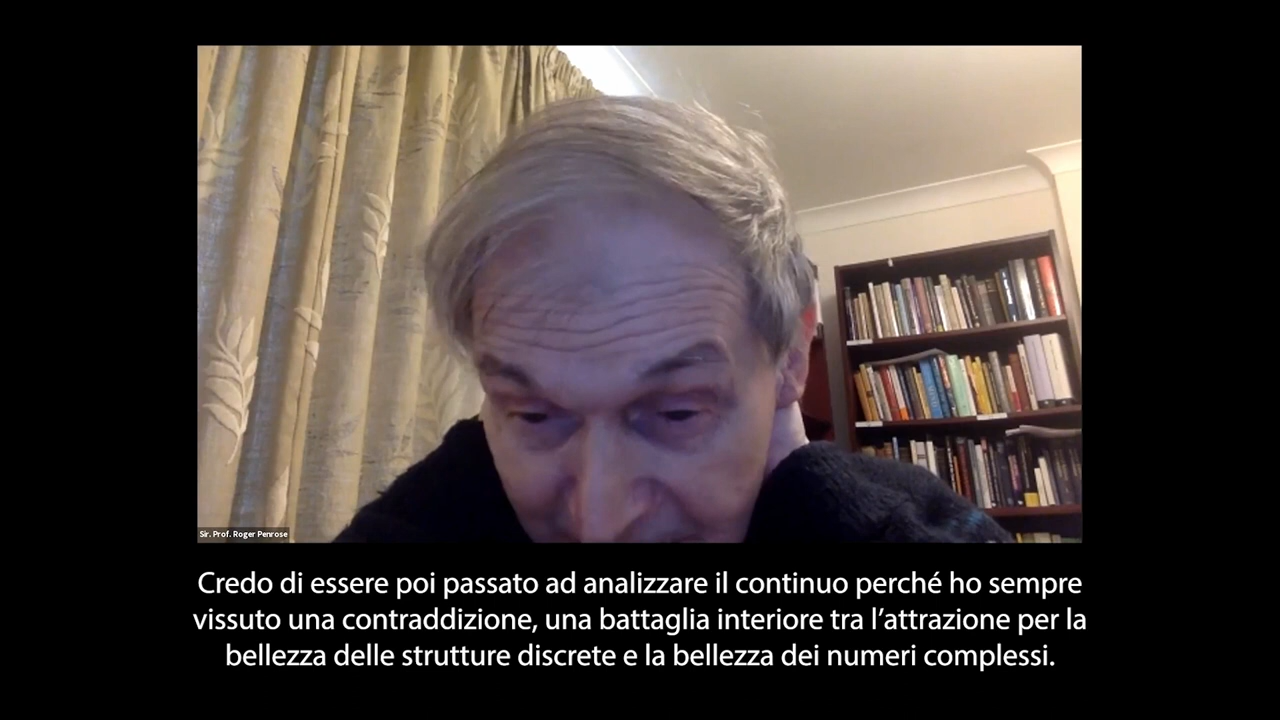 Sir. Prof. Roger Penrose
Credo di essere poi passato ad analizzare il continuo perché ho sempre
vissuto una contraddizione, una battaglia interiore tra l’attrazione per la
bellezza delle strutture discrete e la bellezza dei numeri complessi.